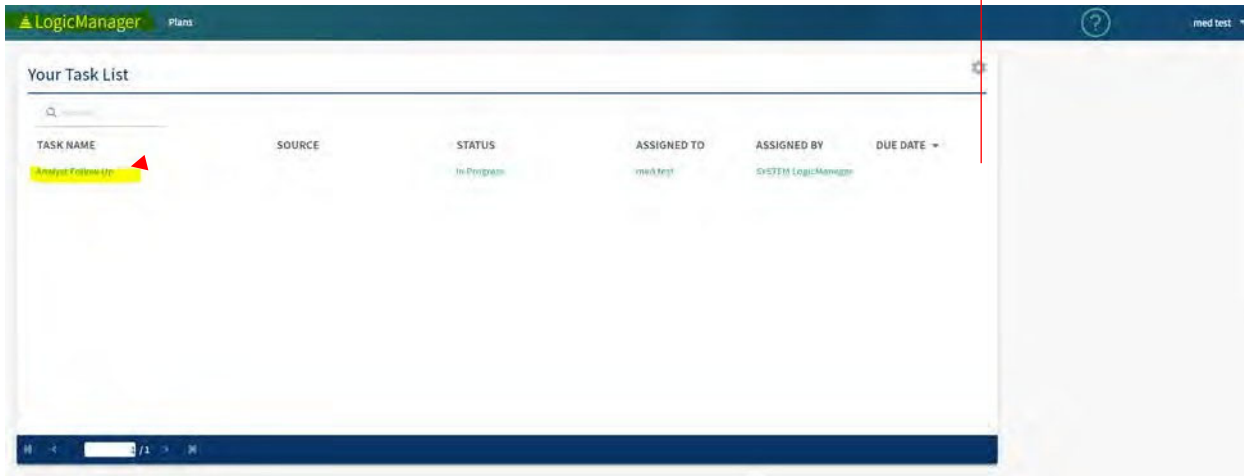 LogicManager Plans ? med test
Your Task List
TASK NAME SOURCE STATUS ASSIGNED TO ASSIGNED BY DUE DATE
Analyst Follow Up In Progress med test SYSTEM LogicManager
1 /1